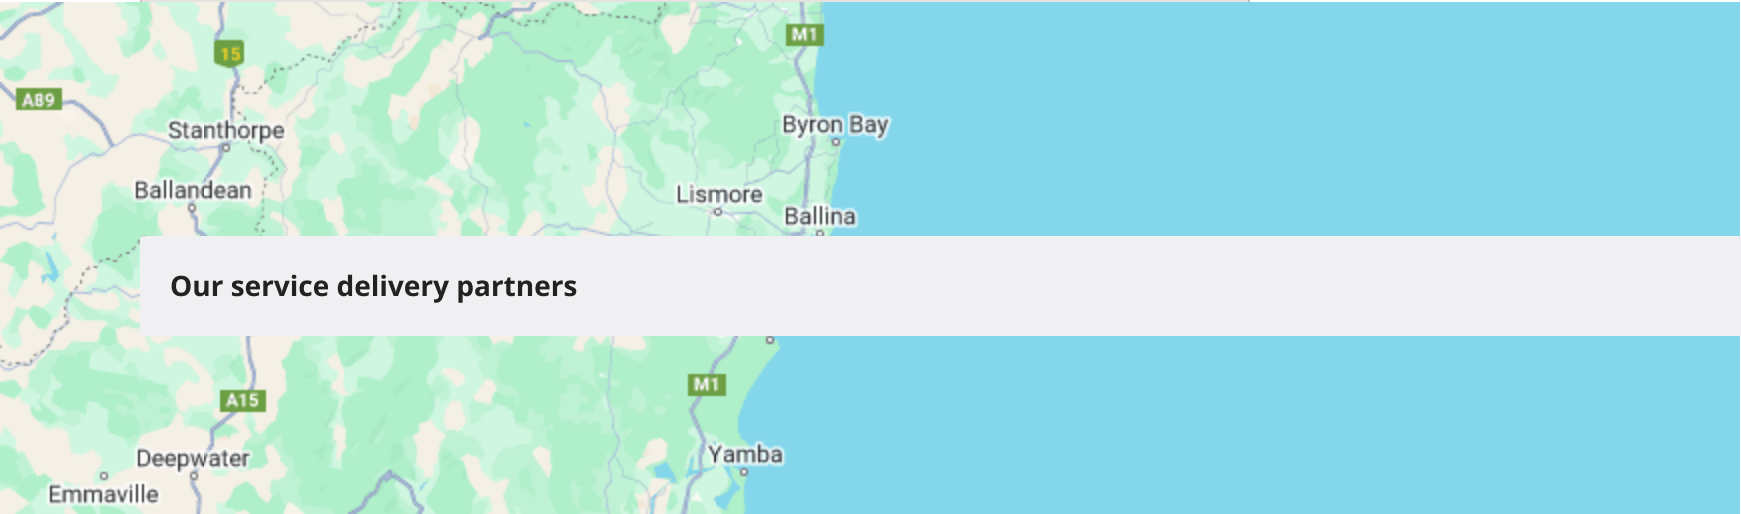 M1
15
A89
Stanthorpe
Byron Bay
Ballandean
Lismore
Ballina
Our service delivery partners
M1
A15
Yamba
Deepwater
Emmaville